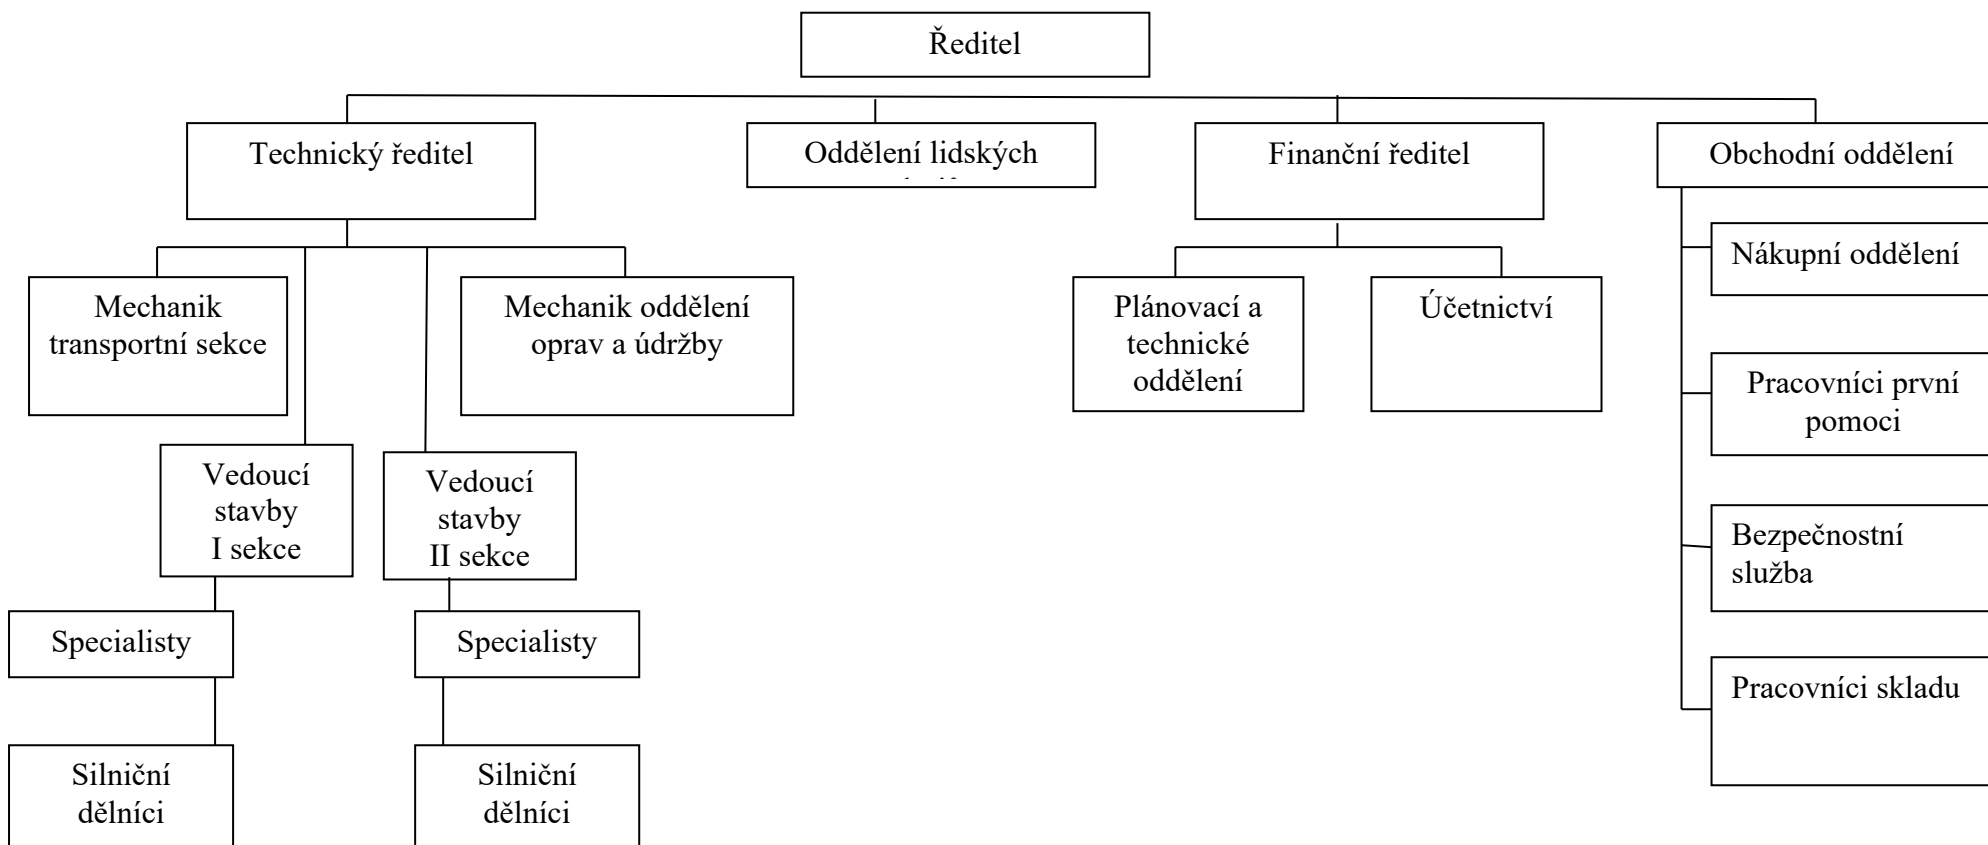 Ředitel
Technický ředitel
Oddělení lidských
Finanční ředitel
Obchodní oddělení
Nákupní oddělení
Mechanik
transportní sekce
Mechanik oddělení
oprav a údržby
Plánovací a
technické
oddělení
Účetnictví
Pracovníci první
pomoci
Vedoucí
stavby
I sekce
Vedoucí
stavby
II sekce
Bezpečnostní
služba
Specialisty
Specialisty
Pracovníci skladu
Silniční
dělníci
Silniční
dělníci